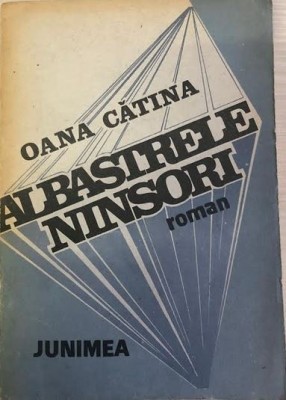 OANA CĂTINA
ALBASTRELE
NINSORI
roman
JUNIMEA